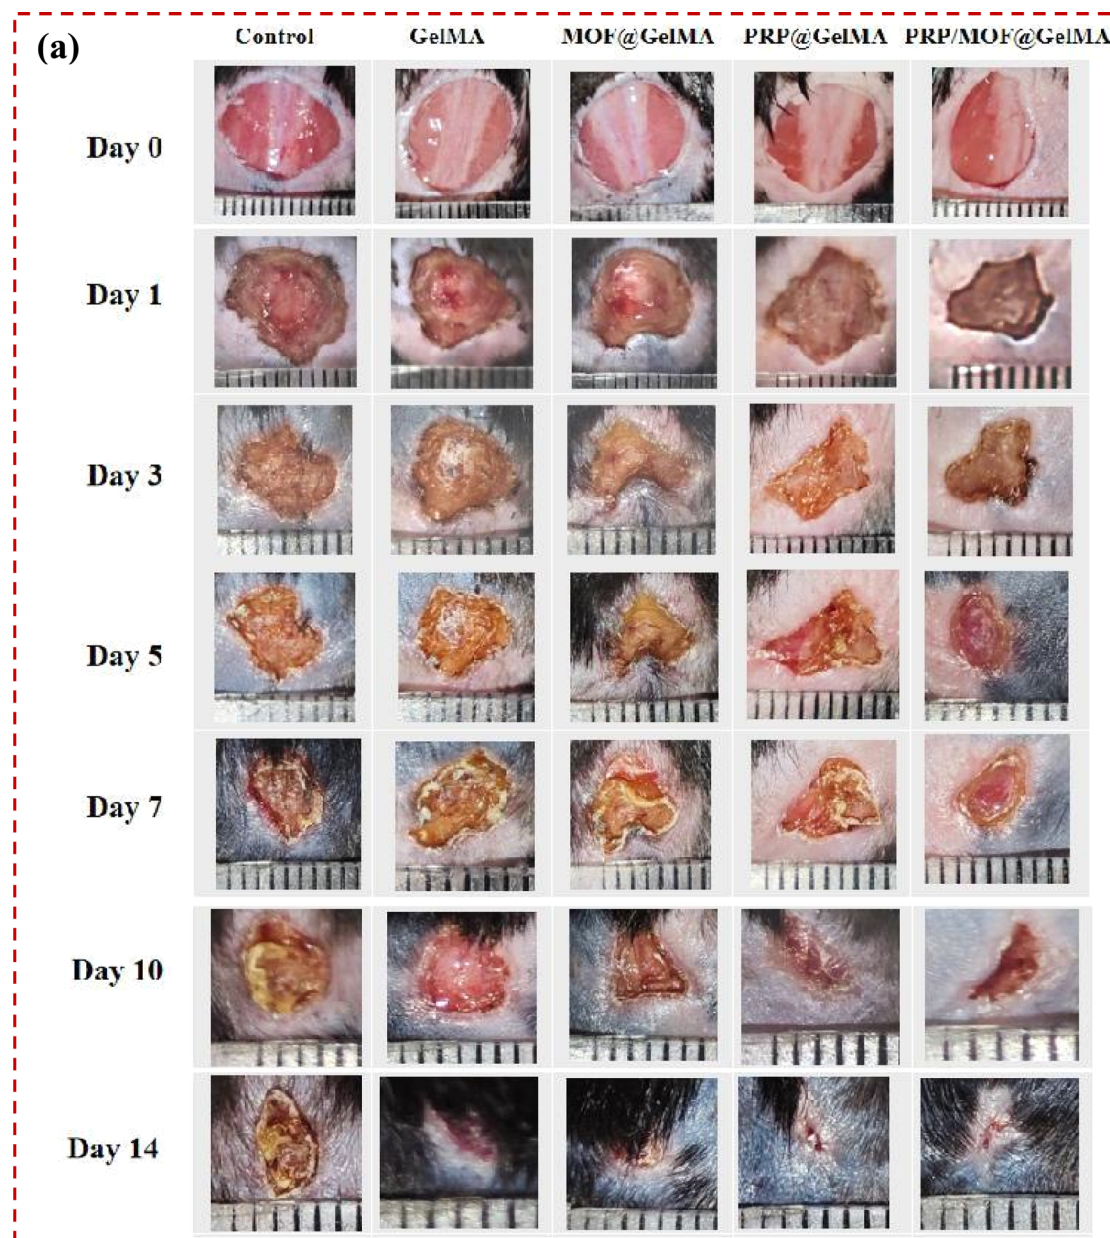 (a)
Control GelMA MOF@GelMA PRP@GelMA PRP/MOF@GelMA
Day 0
Day 1
Day 3
Day 5
Day 7
Day 10
Day 14